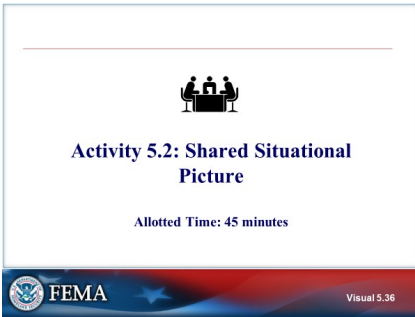 Activity 5.2: Shared Situational
Picture
Allotted Time: 45 minutes
FEMA
Visual 5.36